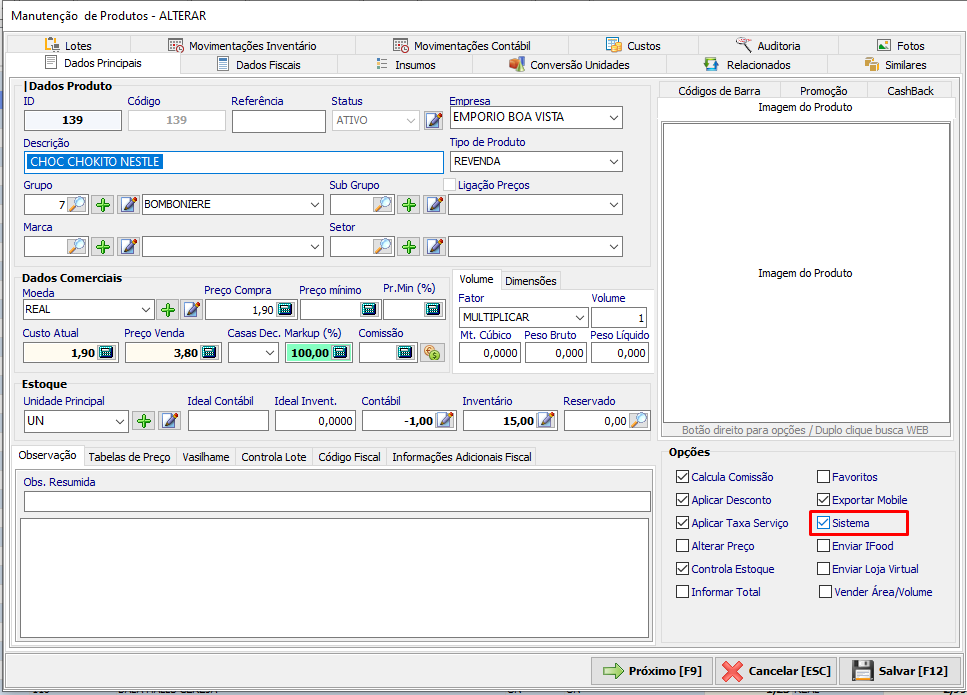 Manutenção de Produtos - ALTERAR
Lotes Movimentações Inventário Movimentações Contábil Custos Auditoria Fotos
Dados Principais Dados Fiscais Insumos Conversão Unidades Relacionados Similares
Dados Produto
ID Código Referência Status Empresa
139 139 ATIVO EMPORIO BOA VISTA
Descrição Tipo de Produto
CHOC CHOKITO NESTLE REVENDA
Grupo Sub Grupo Ligação Preços
7 BOMBONIERE
Marca Setor
Códigos de Barra Promoção CashBack
Imagem do Produto
Imagem do Produto
Botão direito para opções / Duplo clique busca WEB
Dados Comerciais
Moeda Preço Compra Preço mínimo Pr.Min (%)
REAL 1,90
Custo Atual Preço Venda Casas Dec. Markup (%) Comissão
1,90 3,80 100,00
Volume Dimensões
Fator Volume
MULTIPLICAR 1
Mt. Cúbico Peso Bruto Peso Líquido
0,0000 0,000 0,000
Estoque
Unidade Principal Ideal Contábil Ideal Invent. Contábil Inventário Reservado
UN 0,0000 -1,00 15,00 0,00
Observação Tabelas de Preço Vasilhame Controla Lote Código Fiscal Informações Adicionais Fiscal
Obs. Resumida
Opções
Calcula Comissão Favoritos
Aplicar Desconto Exportar Mobile
Aplicar Taxa Serviço Sistema
Alterar Preço Enviar IFood
Controla Estoque Enviar Loja Virtual
Informar Total Vender Área/Volume
Próximo [F9] Cancelar [ESC] Salvar [F12]